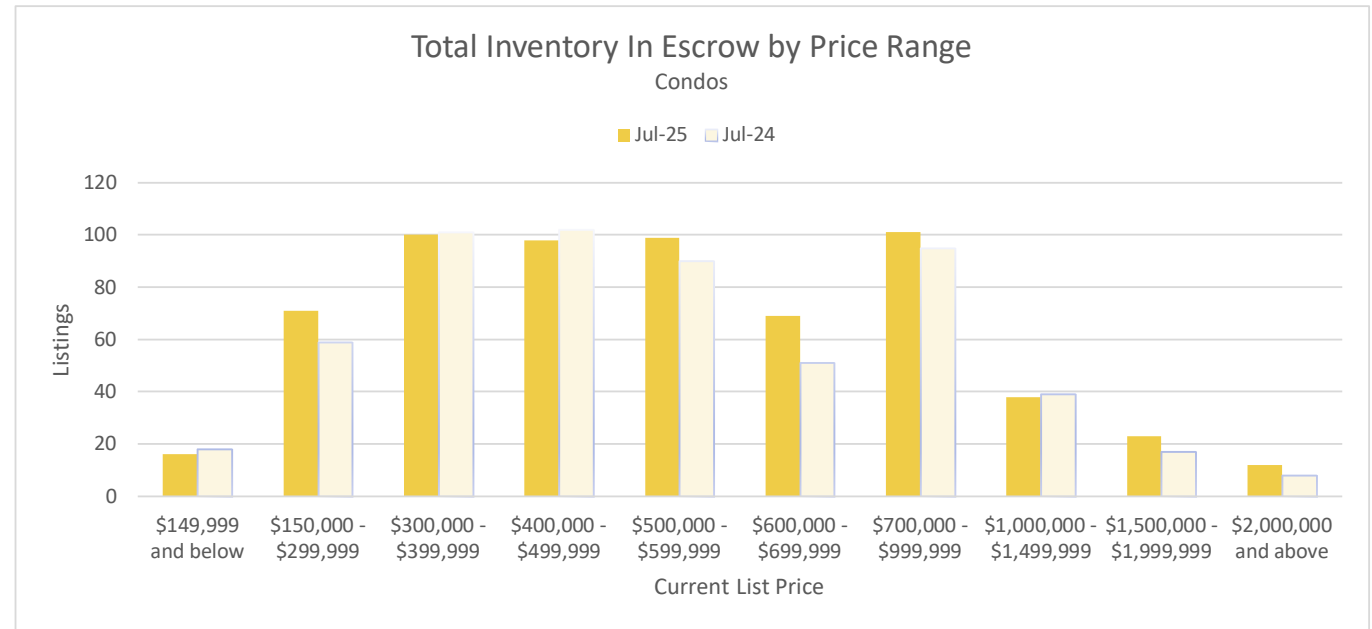 Total Inventory In Escrow by Price Range
Condos
Jul-25 Jul-24
120
100
80
60
40
20
0
Listings
$149,999 and below
$150,000 - $299,999
$300,000 - $399,999
$400,000 - $499,999
$500,000 - $599,999
$600,000 - $699,999
$700,000 - $999,999
$1,000,000 - $1,499,999
$1,500,000 - $1,999,999
$2,000,000 and above
Current List Price